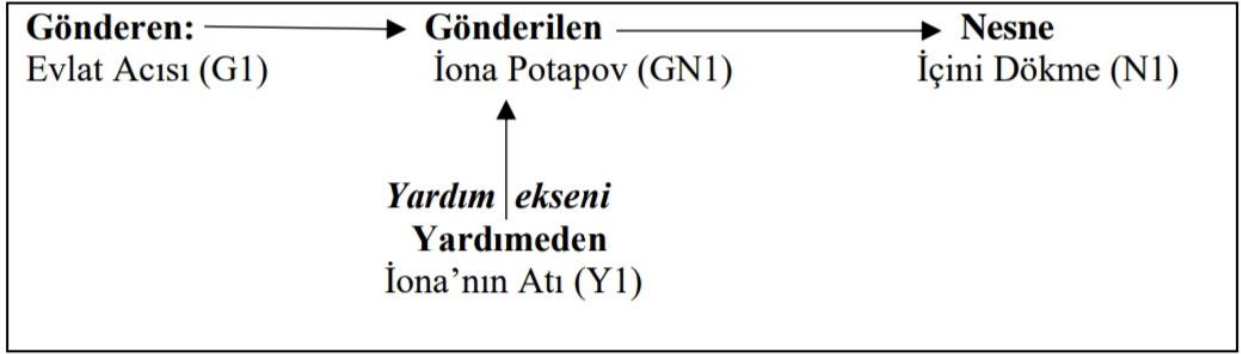 Gönderen: Gönderilen Nesne
Evlat Acısı (G1) İona Potapov (GN1) İçini Dökme (N1)
Yardım ekseni
Yardımeden
İona’nın Atı (Y1)